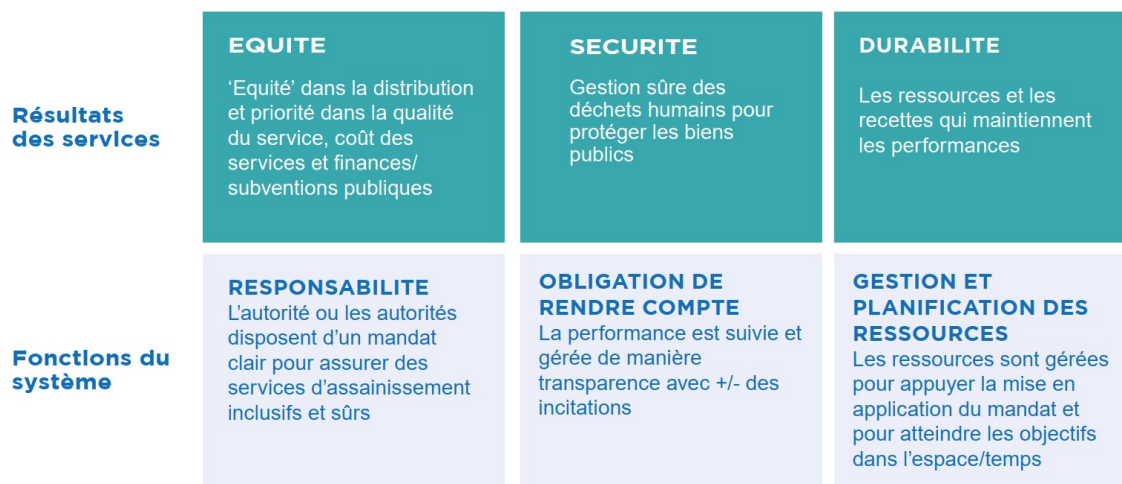 Résultats
des services
EQUITE
‘Equité’ dans la distribution
et priorité dans la qualité
du service, coût des
services et finances/
subventions publiques
SECURITE
Gestion sûre des
déchets humains pour
protéger les biens
publics
DURABILITE
Les ressources et les
recettes qui maintiennent
les performances
Fonctions du
système
RESPONSABILITE
L’autorité ou les autorités
disposent d’un mandat
clair pour assurer des
services d’assainissement
inclusifs et sûrs
OBLIGATION DE
RENDRE COMPTE
La performance est suivie et
gérée de manière
transparence avec +/- des
incitations
GESTION ET
PLANIFICATION DES
RESSOURCES
Les ressources sont gérées
pour appuyer la mise en
application du mandat et
pour atteindre les objectifs
dans l’espace/temps